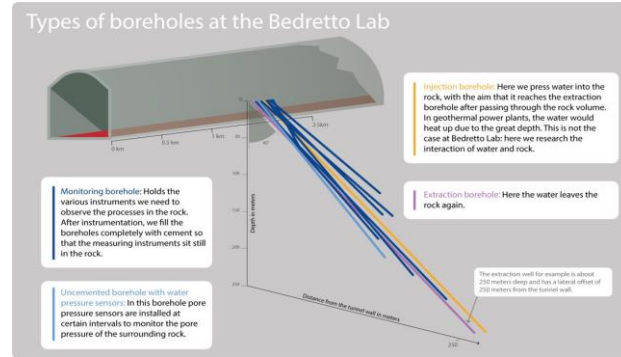 Types of boreholes at the Bedretto Lab
Injection borehole: Here we press water into the
rock, with the aim that it reaches the extraction
borehole after passing through the rock volume.
In geothermal power plants, the water would
heat up due to the great depth. This is not the
case at Bedretto Lab: here we research the
interaction of water and rock.
0 km
0.5 km
1 km
2.5km
0
50
100
150
200
250
Depth in meters
Monitoring borehole: Holds the
various instruments we need to
observe the processes in the rock.
After instrumentation, we fill the
boreholes completely with cement so
that the measuring instruments sit still
in the rock.
Extraction borehole: Here the water leaves the
rock again.
The extraction well for example is about
250 meters deep and has a lateral offset of
250 meters from the tunnel wall.
Uncemented borehole with water
pressure sensors: In this borehole pore
pressure sensors are installed at
certain intervals to monitor the pore
pressure of the surrounding rock.
Distance from the tunnel wall in meters
250